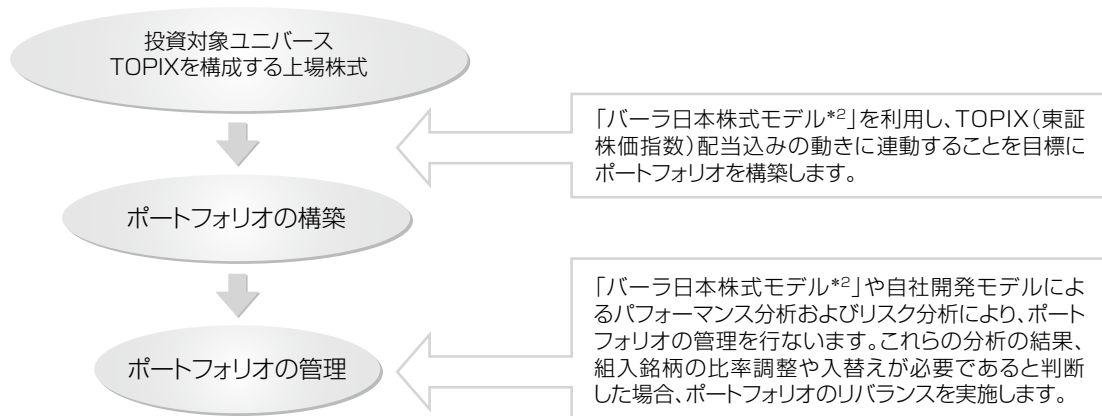 投資対象ユニバース
TOPIXを構成する上場株式
「バーラ日本株式モデル*2」を利用し、TOPIX(東証
株価指数)配当込みの動きに連動することを目標に
ポートフォリオを構築します。
ポートフォリオの構築
「バーラ日本株式モデル*2」や自社開発モデルによ
るパフォーマンス分析およびリスク分析により、ポート
フォリオの管理を行ないます。これらの分析の結果、
組入銘柄の比率調整や入替えが必要であると判断
した場合、ポートフォリオのリバランスを実施します。
ポートフォリオの管理